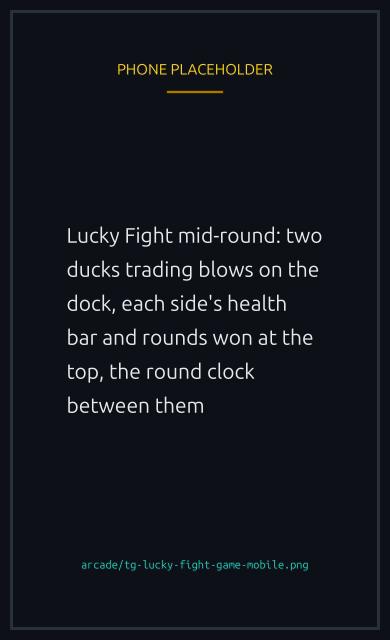 PHONE PLACEHOLDER
Lucky Fight mid-round: two
ducks trading blows on the
dock, each side's health
bar and rounds won at the
top, the round clock
between them
arcade/tg-lucky-fight-game-mobile.png